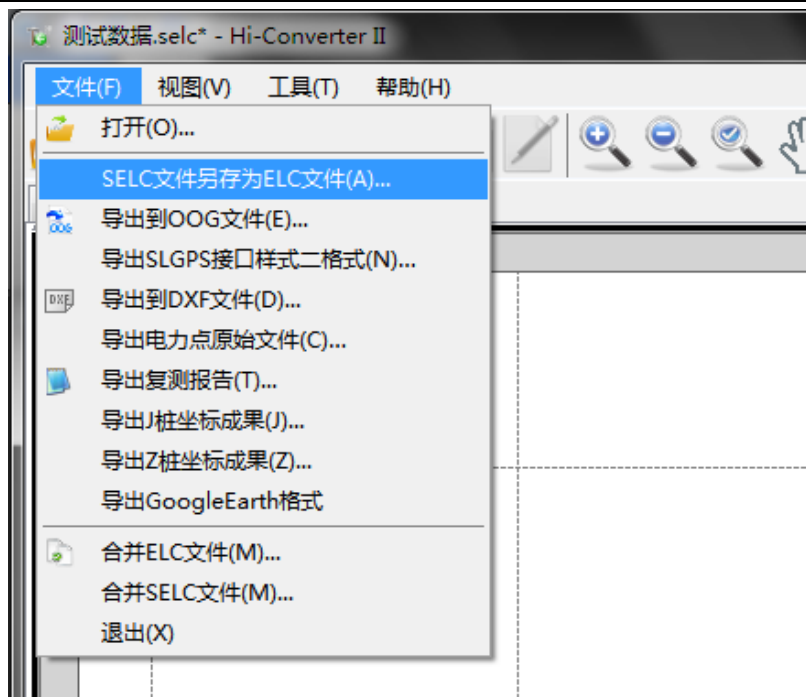 测试数据.selc* - Hi-Converter II
文件(F) 视图(V) 工具(T) 帮助(H)
打开(O)...
SELC文件另存为ELC文件(A)...
OOG 导出到OOG文件(E)...
导出SLGPS接口样式二格式(N)...
DXF 导出到DXF文件(D)...
导出电力点原始文件(C)...
导出复测报告(T)...
导出J桩坐标成果(J)...
导出Z桩坐标成果(Z)...
导出GoogleEarth格式
合并ELC文件(M)...
合并SELC文件(M)...
退出(X)